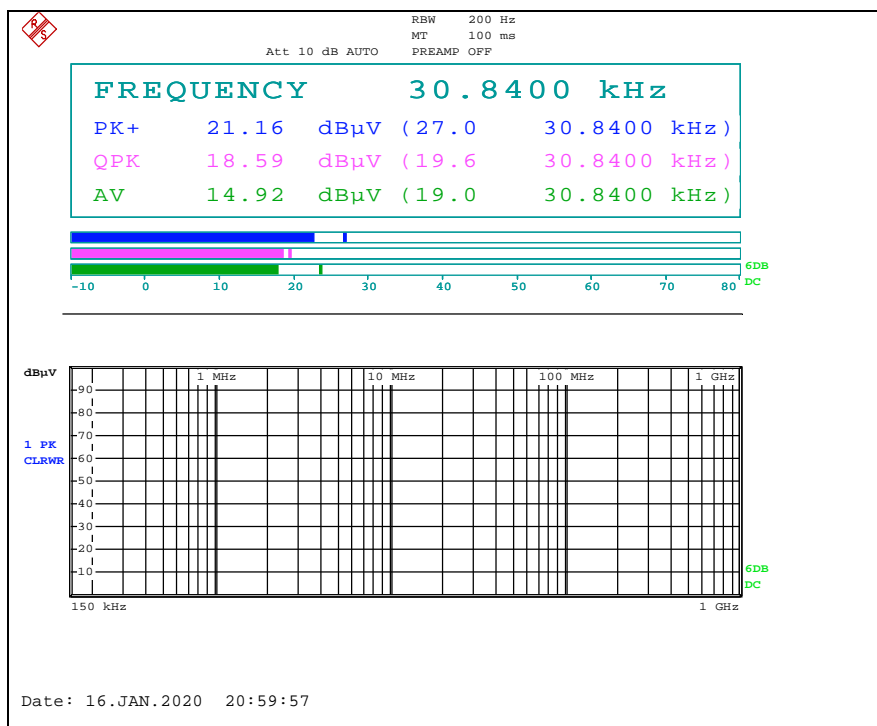 R&S
RBW 200 Hz
MT 100 ms
Att 10 dB AUTO PREAMP OFF
FREQUENCY 30.8400 kHz
PK+ 21.16 dBµV (27.0 30.8400 kHz)
QPK 18.59 dBµV (19.6 30.8400 kHz)
AV 14.92 dBµV (19.0 30.8400 kHz)
6DB
DC
-10 0 10 20 30 40 50 60 70 80
dBµV
1 MHz 10 MHz 100 MHz 1 GHz
90
80
70
1 PK
60
CLRWR
50
40
30
20
10
6DB
DC
150 kHz 1 GHz
Date: 16.JAN.2020 20:59:57